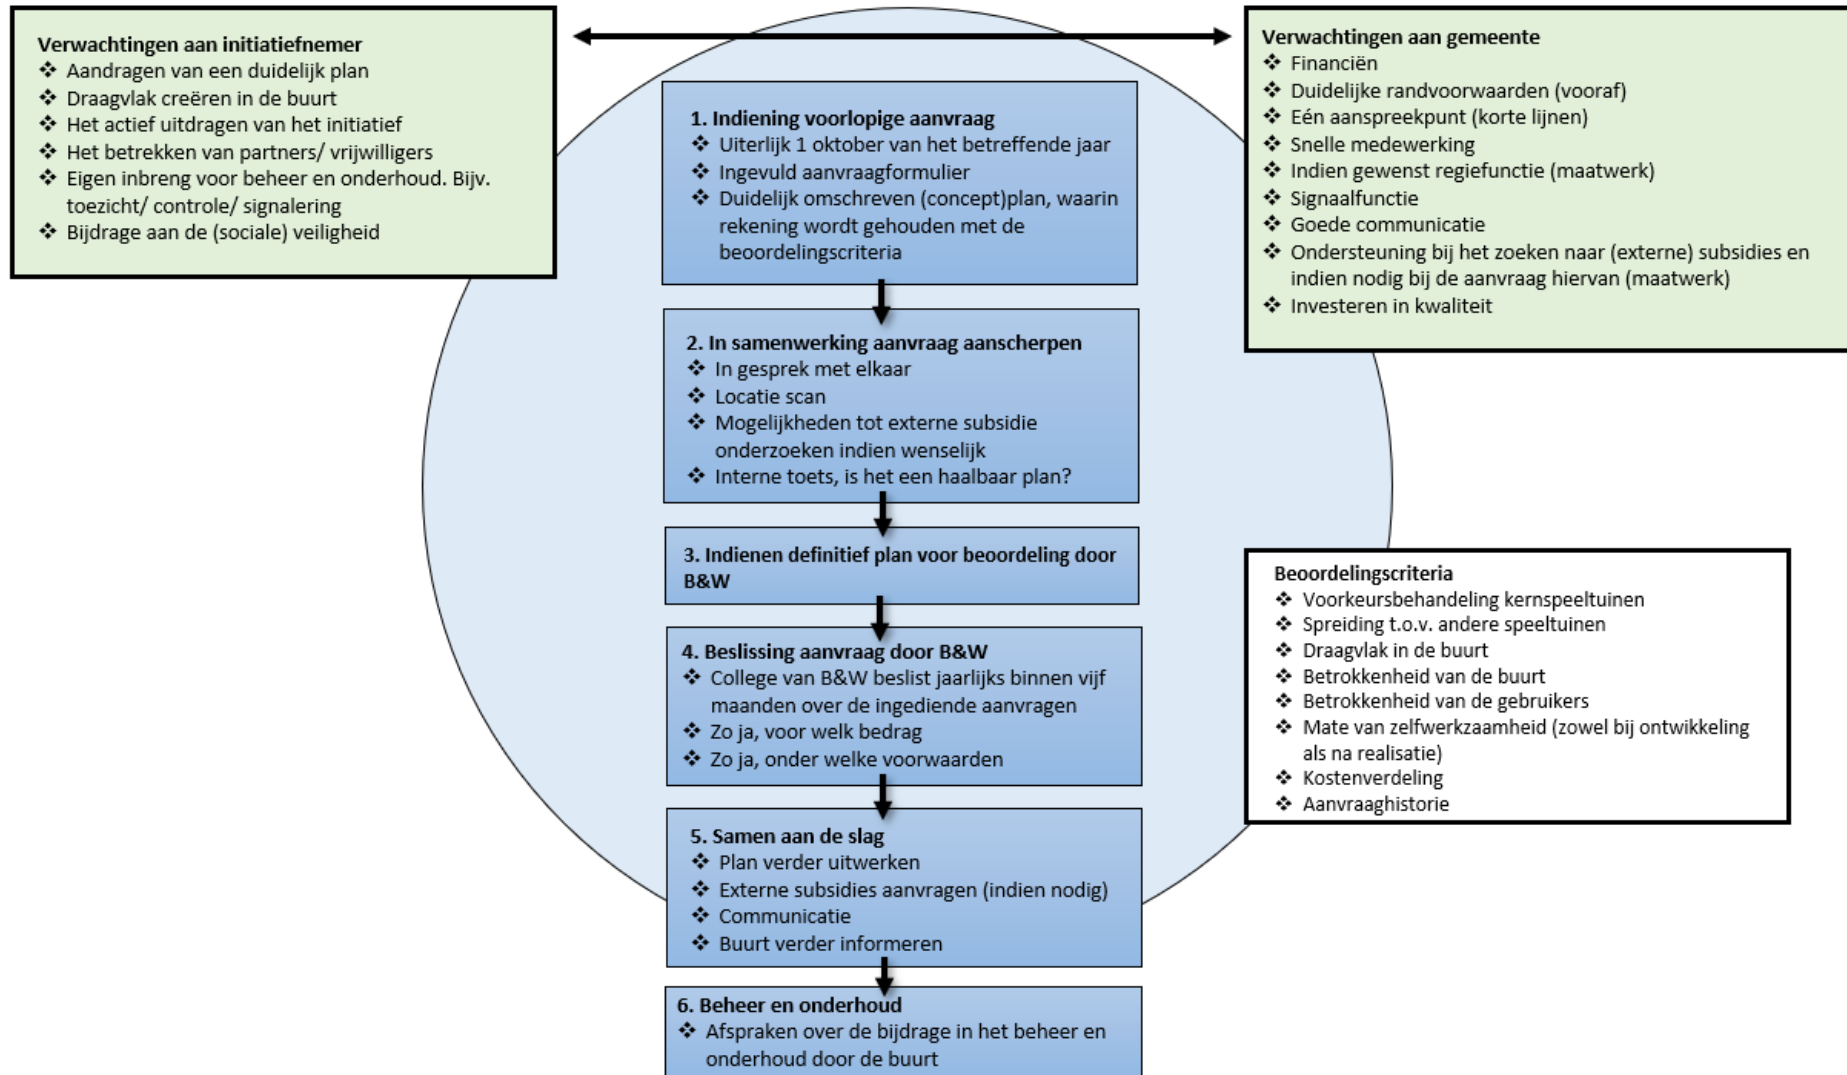 Verwachtingen aan initiatiefnemer
❖ Aandragen van een duidelijk plan
❖ Draagvlak creëren in de buurt
❖ Het actief uitdragen van het initiatief
❖ Het betrekken van partners/ vrijwilligers
❖ Eigen inbreng voor beheer en onderhoud. Bijv.
toezicht/ controle/ signalering
❖ Bijdrage aan de (sociale) veiligheid
Verwachtingen aan gemeente
❖ Financiën
❖ Duidelijke randvoorwaarden (vooraf)
❖ Eén aanspreekpunt (korte lijnen)
❖ Snelle medewerking
❖ Indien gewenst regiefunctie (maatwerk)
❖ Signaalfunctie
❖ Goede communicatie
❖ Ondersteuning bij het zoeken naar (externe) subsidies en
indien nodig bij de aanvraag hiervan (maatwerk)
❖ Investeren in kwaliteit
1. Indiening voorlopige aanvraag
❖ Uiterlijk 1 oktober van het betreffende jaar
❖ Ingevuld aanvraagformulier
❖ Duidelijk omschreven (concept)plan, waarin
rekening wordt gehouden met de
beoordelingscriteria
2. In samenwerking aanvraag aanscherpen
❖ In gesprek met elkaar
❖ Locatie scan
❖ Mogelijkheden tot externe subsidie
onderzoeken indien wenselijk
❖ Interne toets, is het een haalbaar plan?
3. Indienen definitief plan voor beoordeling door
B&W
4. Beslissing aanvraag door B&W
❖ College van B&W beslist jaarlijks binnen vijf
maanden over de ingediende aanvragen
❖ Zo ja, voor welk bedrag
❖ Zo ja, onder welke voorwaarden
5. Samen aan de slag
❖ Plan verder uitwerken
❖ Externe subsidies aanvragen (indien nodig)
❖ Communicatie
❖ Buurt verder informeren
6. Beheer en onderhoud
❖ Afspraken over de bijdrage in het beheer en
onderhoud door de buurt
Beoordelingscriteria
❖ Voorkeursbehandeling kernspeeltuinen
❖ Spreiding t.o.v. andere speeltuinen
❖ Draagvlak in de buurt
❖ Betrokkenheid van de buurt
❖ Betrokkenheid van de gebruikers
❖ Mate van zelfwerkzaamheid (zowel bij ontwikkeling
als na realisatie)
❖ Kostenverdeling
❖ Aanvraaghistorie